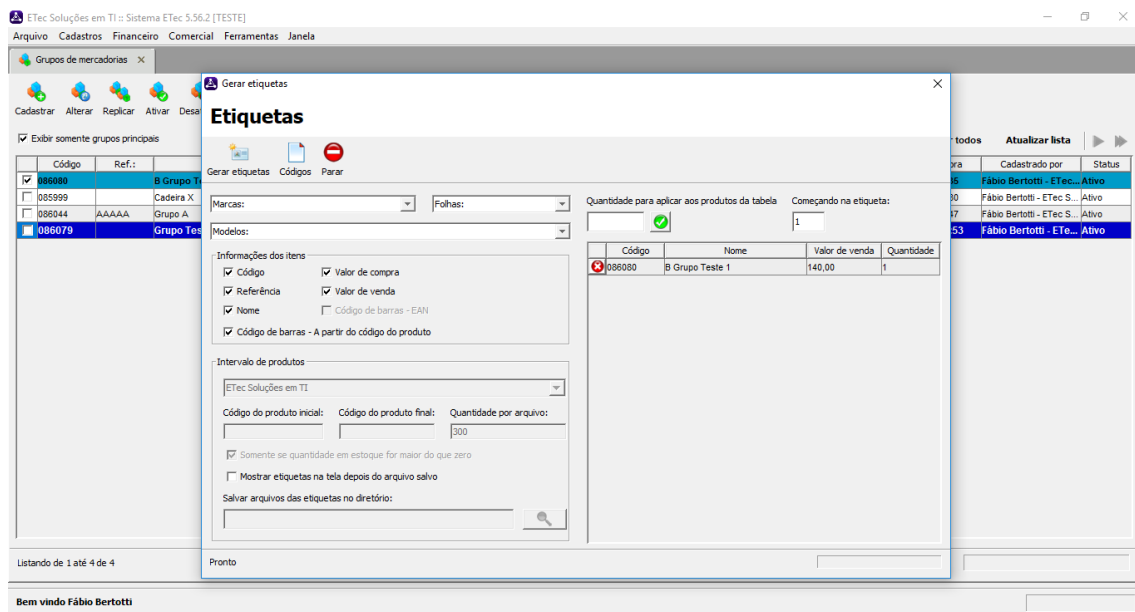 ETec Soluções em TI :: Sistema ETec 5.56.2 [TESTE]
Arquivo Cadastros Financeiro Comercial Ferramentas Janela
Grupos de mercadorias
Cadastrar Alterar Replicar Ativar
Exibir somente grupos principais
todos Atualizar lista
Código Ref.: Cadastrado por Status
086080 B Grupo Fábio Bertotti - ETec... Ativo
085999 Cadeira X Fábio Bertotti - ETec S... Ativo
086044 AAAAA Grupo A Fábio Bertotti - ETec S... Ativo
086079 Grupo Tes Fábio Bertotti - ETe... Ativo
Listando de 1 até 4 de 4
Bem vindo Fábio Bertotti
Gerar etiquetas
Etiquetas
Gerar etiquetas Códigos Parar
Marcas: Folhas:
Modelos:
Informações dos itens
Código Valor de compra
Referência Valor de venda
Nome Código de barras - EAN
Código de barras - A partir do código do produto
Intervalo de produtos
ETec Soluções em TI
Código do produto inicial: Código do produto final: Quantidade por arquivo:
300
Somente se quantidade em estoque for maior do que zero
Mostrar etiquetas na tela depois do arquivo salvo
Salvar arquivos das etiquetas no diretório:
Quantidade para aplicar aos produtos da tabela Começando na etiqueta:
1
Código Nome Valor de venda Quantidade
086080 B Grupo Teste 1 140,00 1
Pronto